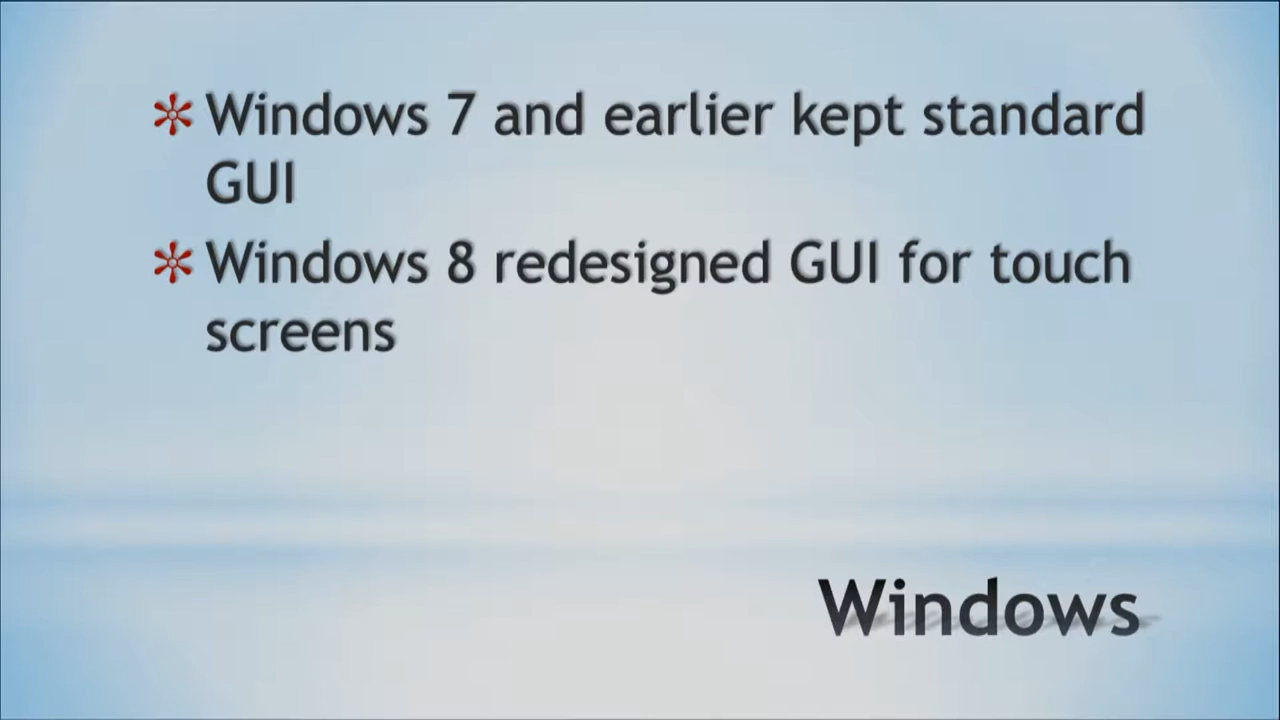 * Windows 7 and earlier kept standard
GUI
* Windows 8 redesigned GUI for touch
screens
Windows